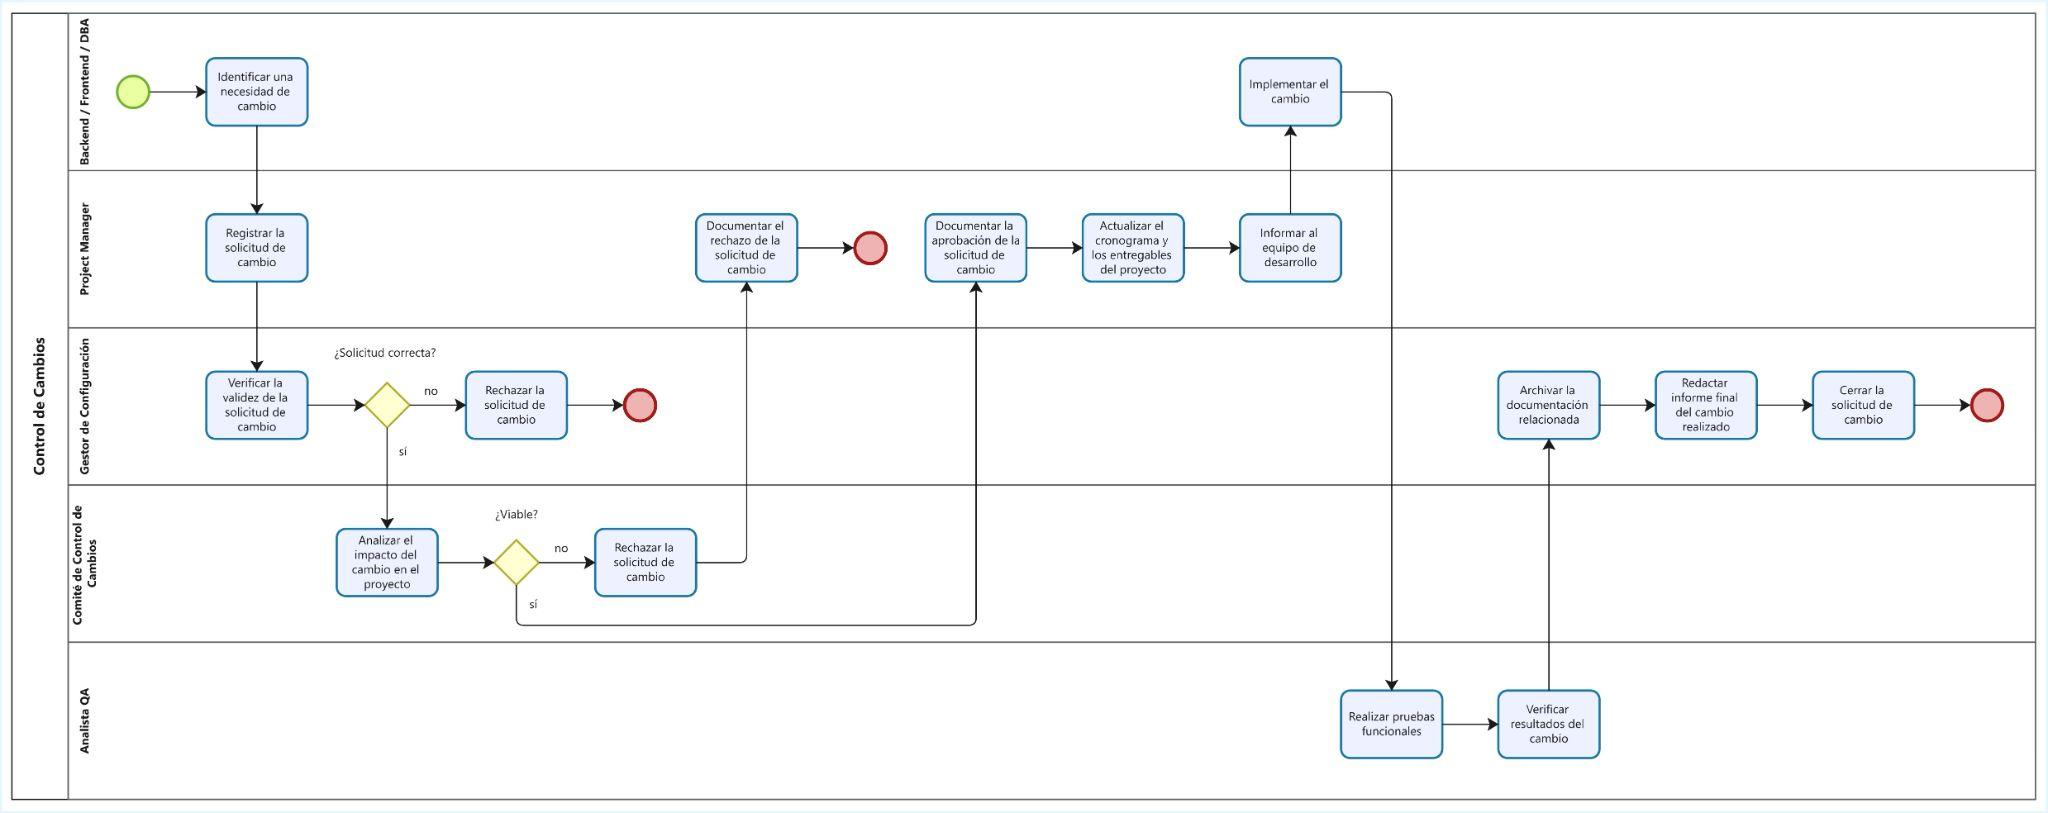 Control de Cambios
Backend / Frontend / DBA
Identificar una
necesidad de
cambio
Implementar el
cambio
Project Manager
Registrar la
solicitud de
cambio
Documentar el
rechazo de la
solicitud de
cambio
Documentar la
aprobación de la
solicitud de
cambio
Actualizar el
cronograma y
los entregables
del proyecto
Informar al
equipo de
desarrollo
Gestor de Configuración
Verificar la
validez de la
solicitud de
cambio
¿Solicitud correcta?
no
sí
Rechazar la
solicitud de
cambio
Archivar la
documentación
relacionada
Redactar
informe final
del cambio
realizado
Cerrar la
solicitud de
cambio
Comité de Control de
Cambios
Analizar el
impacto del
cambio en el
proyecto
¿Viable?
no
sí
Rechazar la
solicitud de
cambio
Analista QA
Realizar pruebas
funcionales
Verificar
resultados del
cambio